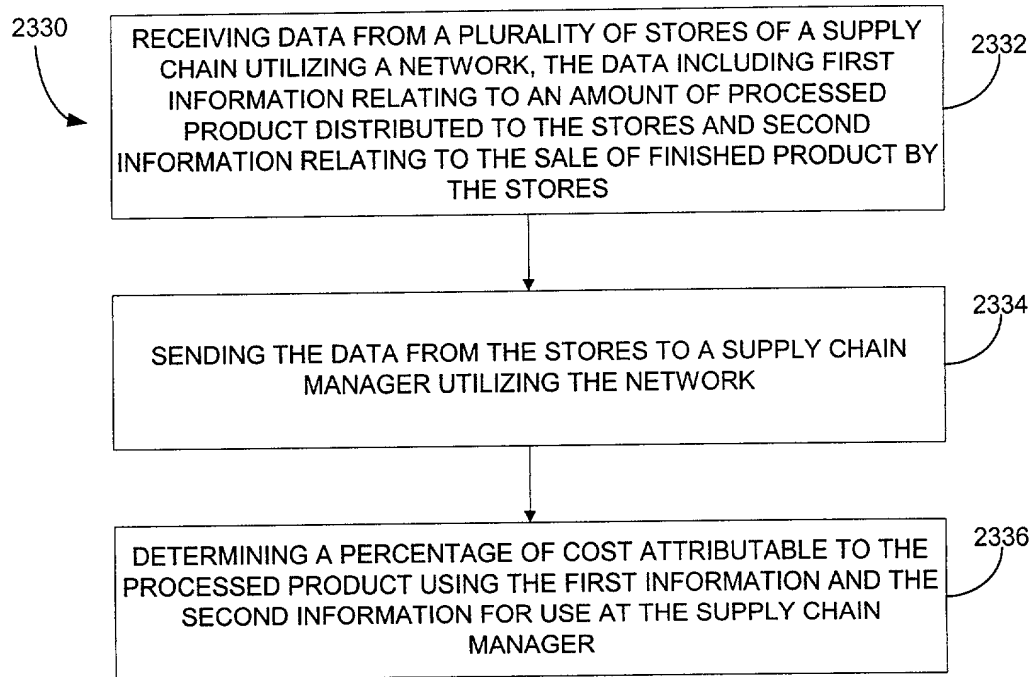 2330
RECEIVING DATA FROM A PLURALITY OF STORES OF A SUPPLY
CHAIN UTILIZING A NETWORK, THE DATA INCLUDING FIRST
INFORMATION RELATING TO AN AMOUNT OF PROCESSED
PRODUCT DISTRIBUTED TO THE STORES AND SECOND
INFORMATION RELATING TO THE SALE OF FINISHED PRODUCT BY
THE STORES
2332
SENDING THE DATA FROM THE STORES TO A SUPPLY CHAIN
MANAGER UTILIZING THE NETWORK
2334
DETERMINING A PERCENTAGE OF COST ATTRIBUTABLE TO THE
PROCESSED PRODUCT USING THE FIRST INFORMATION AND THE
SECOND INFORMATION FOR USE AT THE SUPPLY CHAIN
MANAGER
2336